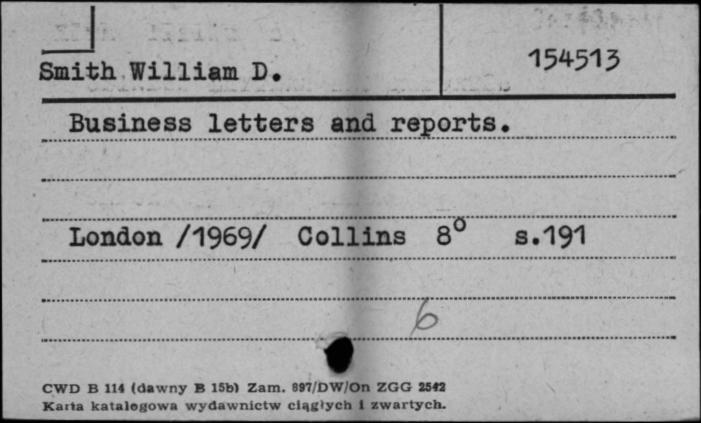 Smith William D.
154513
Business letters and reports.
London /1969/ Collins 8° s.191
6
CWD B 114 (dawny B 15b) Zam. 897/DW/On ZGG 2542
Karta katalogowa wydawnictw ciągłych i zwartych.